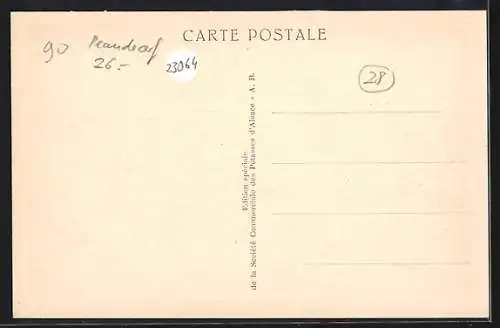 CARTE POSTALE
90
26.-
23064
28
Edition spéciale
de la Société Commerciale des Potasses d'Alsace - A. B.